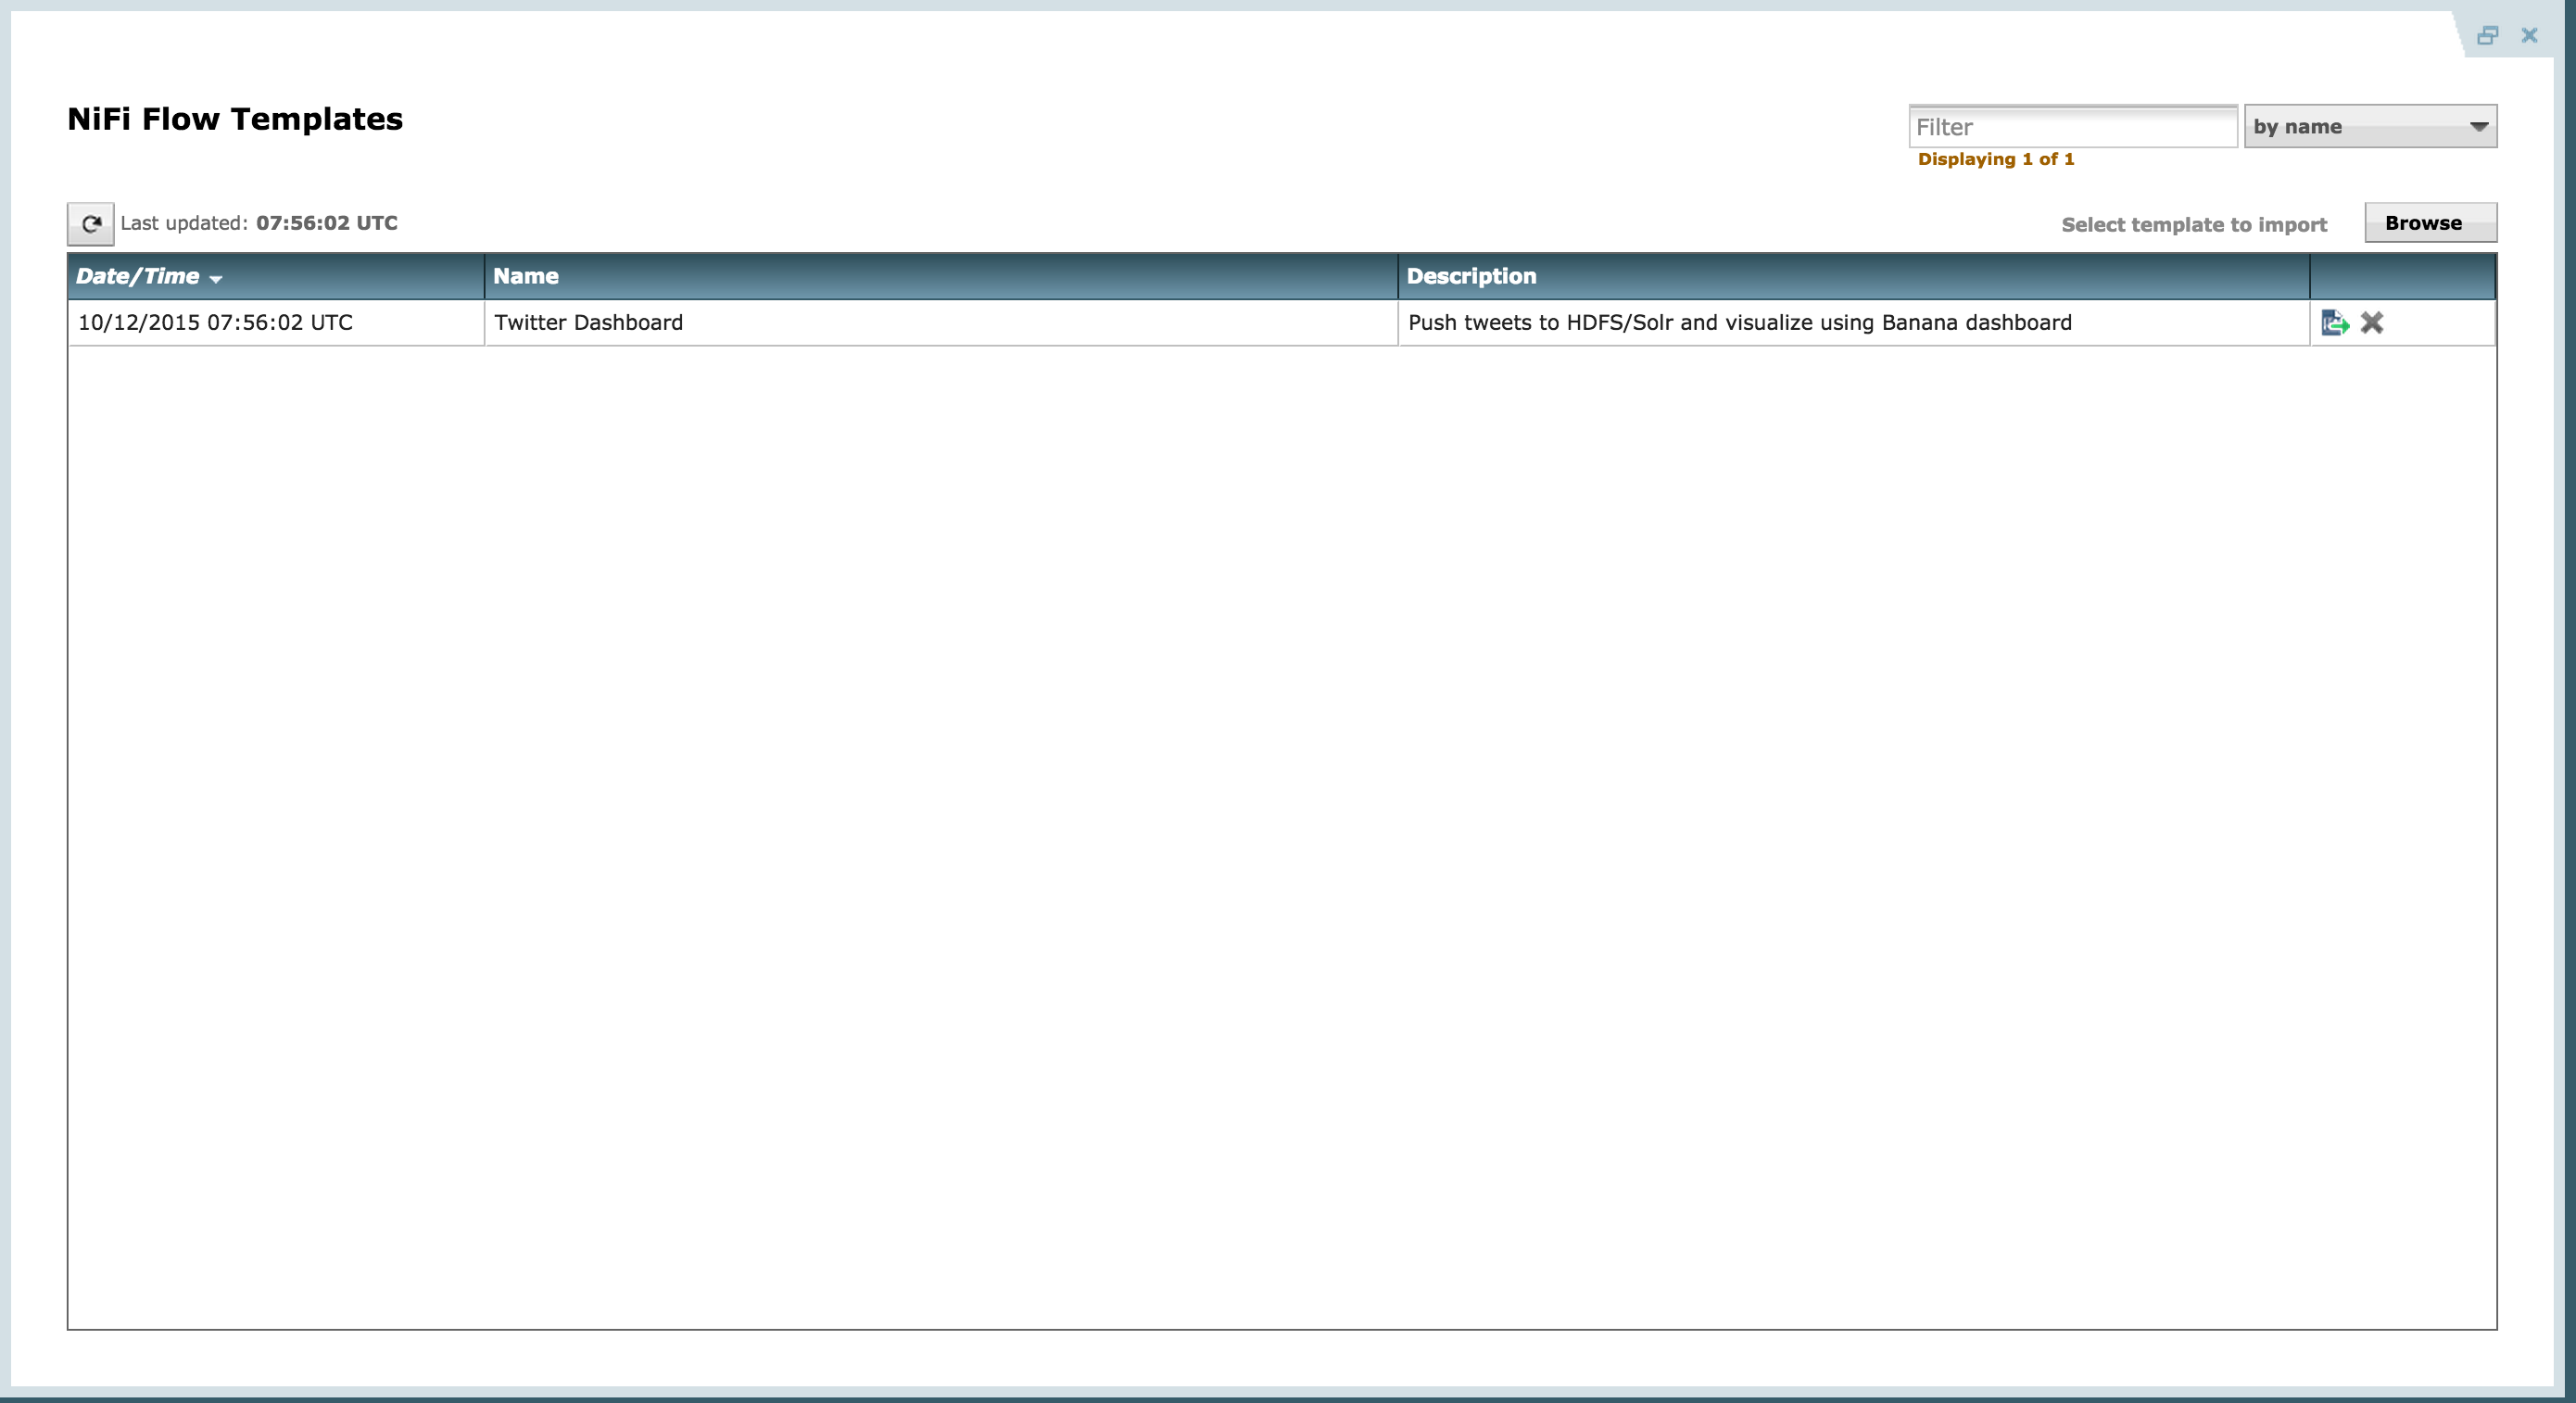 NiFi Flow Templates
Filter
by name
Displaying 1 of 1
Last updated: 07:56:02 UTC
Select template to import
Browse
Date/Time Name Description
10/12/2015 07:56:02 UTC Twitter Dashboard Push tweets to HDFS/Solr and visualize using Banana dashboard